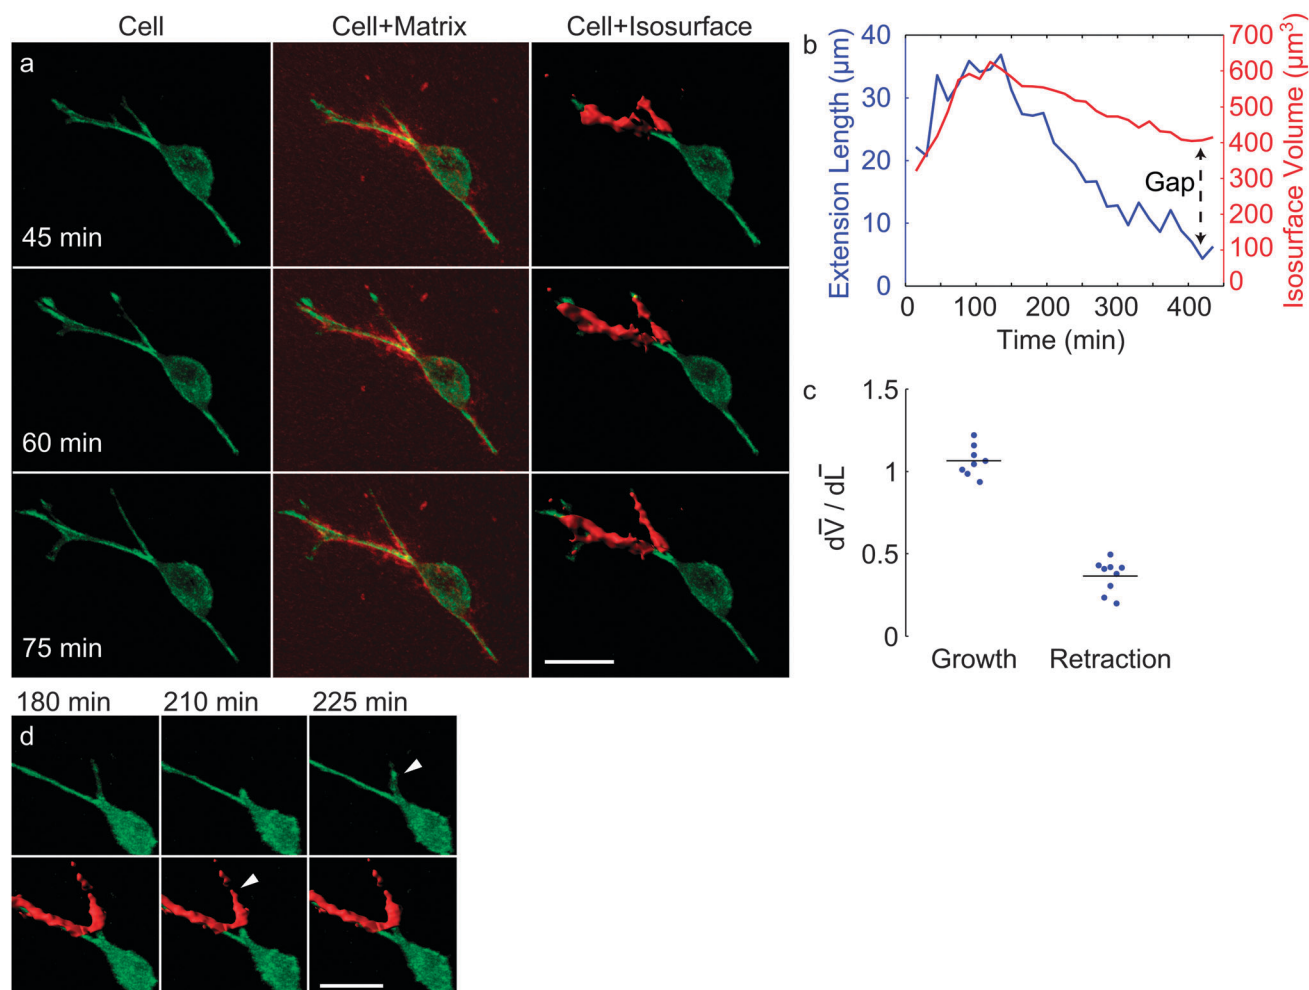 Cell Cell+Matrix Cell+Isosurface
a
45 min
60 min
75 min
b
Extension Length (μm)
40
30
20
10
0
700
600
500
400
300
200
100
0
Isosurface Volume (μm³)
Gap
0 100 200 300 400
Time (min)
c
dV̅ / dL̅
1.5
1
0.5
0
Growth Retraction
180 min 210 min 225 min
d